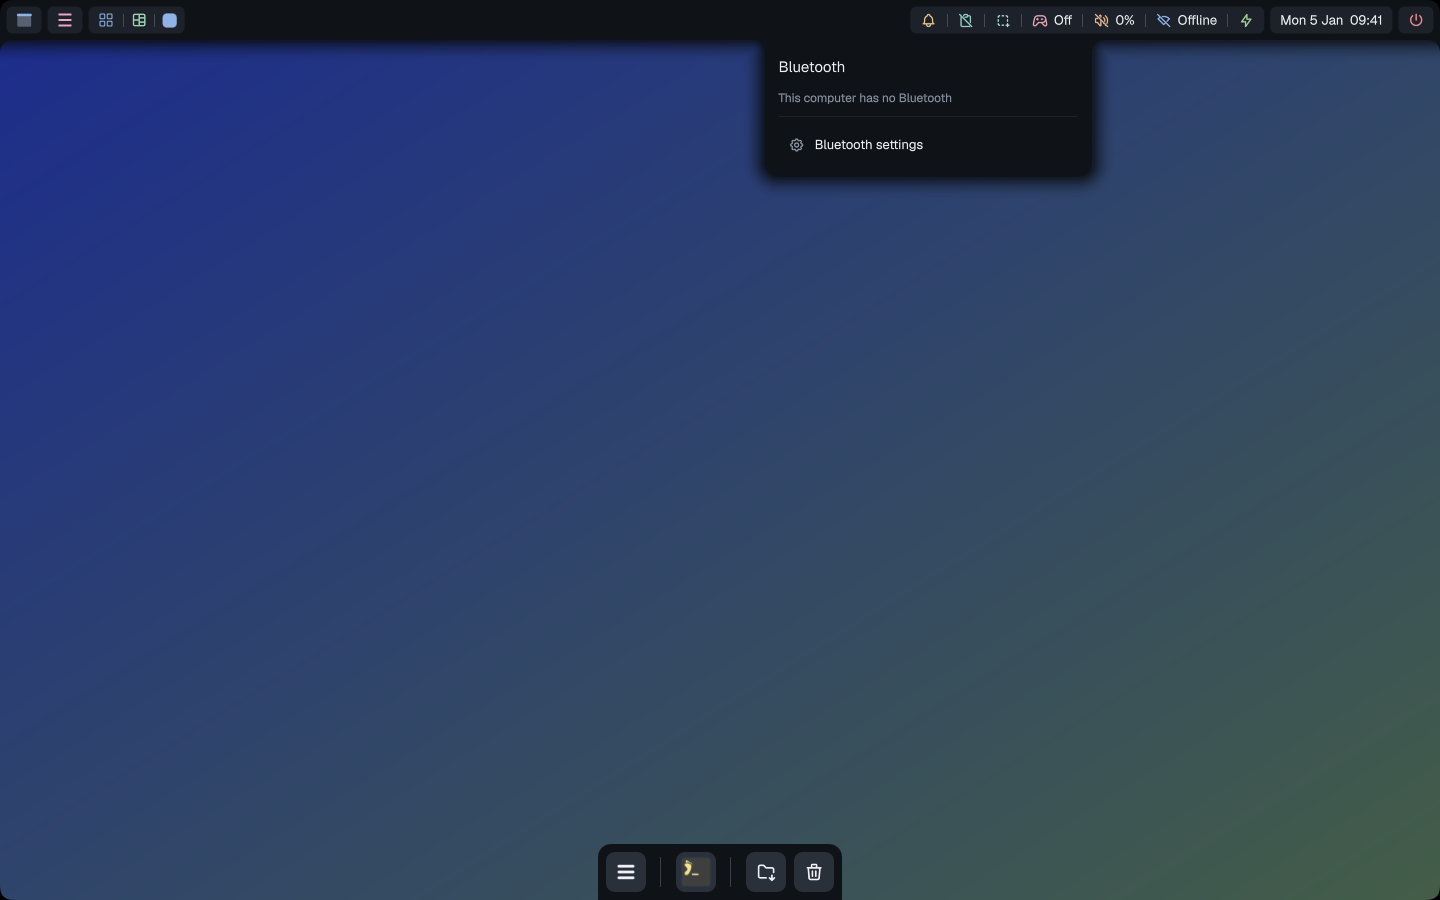 Off
0%
Offline
Mon 5 Jan 09:41
Bluetooth
This computer has no Bluetooth
Bluetooth settings